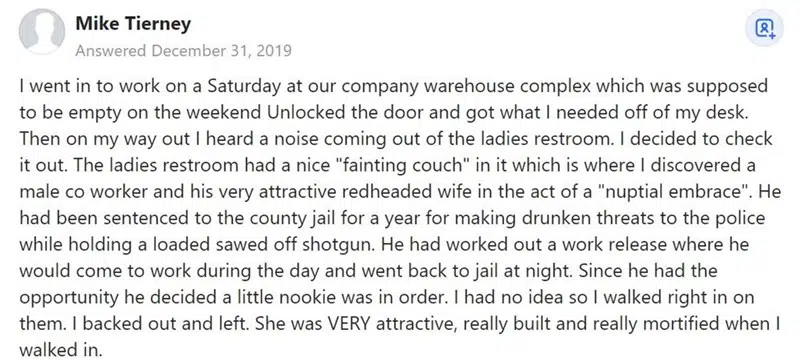 Mike Tierney
Answered December 31, 2019
I went in to work on a Saturday at our company warehouse complex which was supposed
to be empty on the weekend Unlocked the door and got what I needed off of my desk.
Then on my way out I heard a noise coming out of the ladies restroom. I decided to check
it out. The ladies restroom had a nice "fainting couch" in it which is where I discovered a
male co worker and his very attractive redheaded wife in the act of a "nuptial embrace". He
had been sentenced to the county jail for a year for making drunken threats to the police
while holding a loaded sawed off shotgun. He had worked out a work release where he
would come to work during the day and went back to jail at night. Since he had the
opportunity he decided a little nookie was in order. I had no idea so I walked right in on
them. I backed out and left. She was VERY attractive, really built and really mortified when I
walked in.